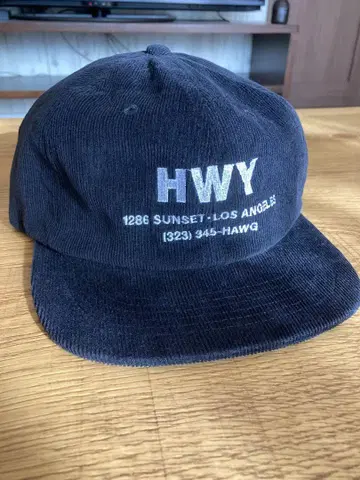 HWY
1286 SUNSET - LOS ANGELES
(323) 345-HAWG